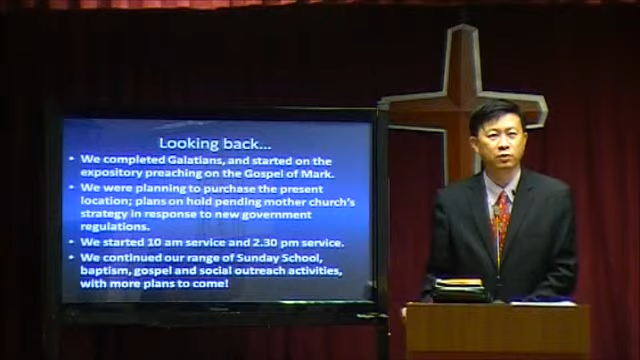 Looking back...
• We completed Galatians, and started on the
expository preaching on the Gospel of Mark.
• We were planning to purchase the present
location; plans on hold pending mother church's
strategy in response to new government
regulations.
• We started 10 am service and 2.30 pm service.
• We continued our range of Sunday School,
baptism, gospel and social outreach activities,
with more plans to come!